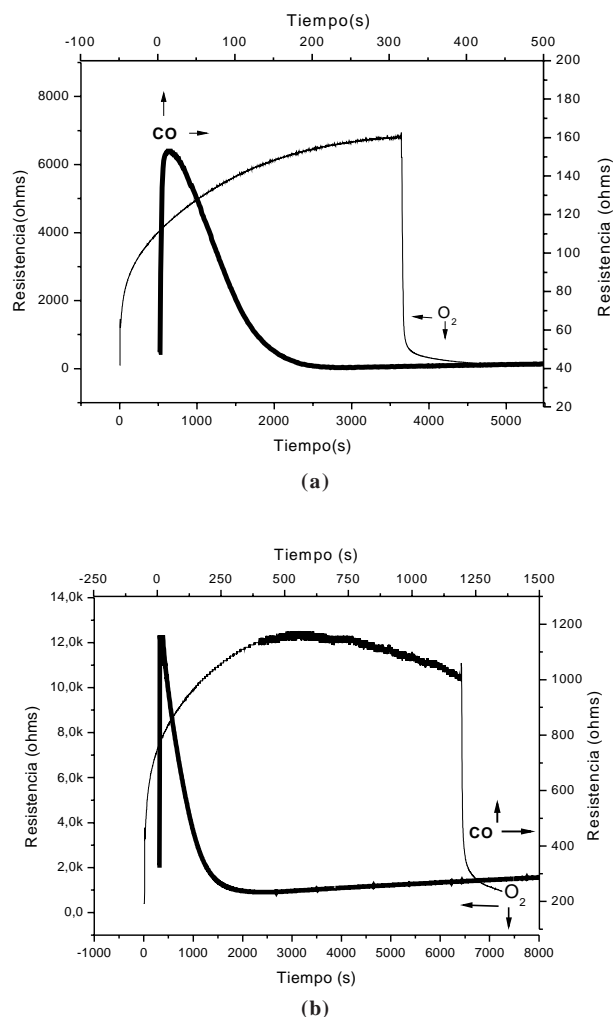 Tiempo(s)
-100 0 100 200 300 400 500
Resistencia(ohms)
8000
6000
4000
2000
0
CO
O2
200
180
160
140
120
100
80
60
40
20
Resistencia (ohms)
0 1000 2000 3000 4000 5000
Tiempo(s)
(a)
Tiempo (s)
-250 0 250 500 750 1000 1250 1500
Resistencia (ohms)
14,0k
12,0k
10,0k
8,0k
6,0k
4,0k
2,0k
0,0
CO
O2
1200
1000
800
600
400
200
Resistencia (ohms)
-1000 0 1000 2000 3000 4000 5000 6000 7000 8000
Tiempo (s)
(b)